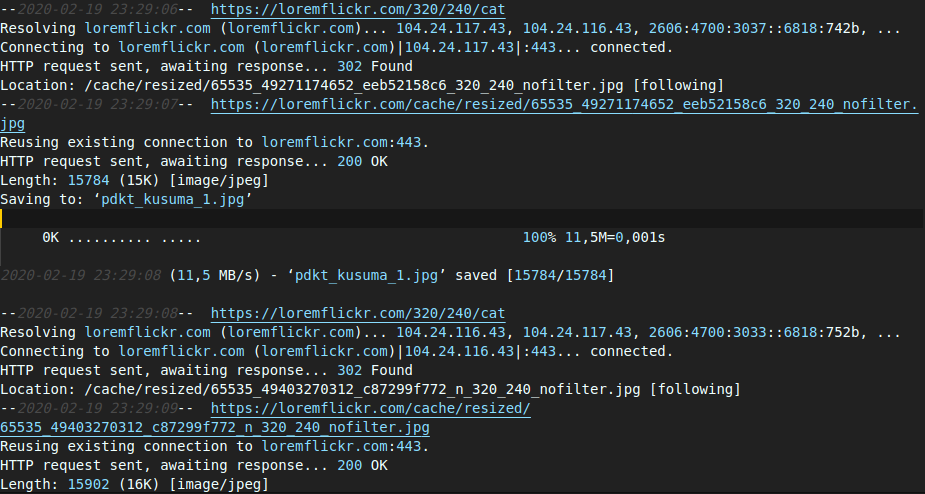 --2020-02-19 23:29:06--  https://loremflickr.com/320/240/cat
Resolving loremflickr.com (loremflickr.com)... 104.24.117.43, 104.24.116.43, 2606:4700:3037::6818:742b, ...
Connecting to loremflickr.com (loremflickr.com)|104.24.117.43|:443... connected.
HTTP request sent, awaiting response... 302 Found
Location: /cache/resized/65535_49271174652_eeb52158c6_320_240_nofilter.jpg [following]
--2020-02-19 23:29:07--  https://loremflickr.com/cache/resized/65535_49271174652_eeb52158c6_320_240_nofilter.
jpg
Reusing existing connection to loremflickr.com:443.
HTTP request sent, awaiting response... 200 OK
Length: 15784 (15K) [image/jpeg]
Saving to: ‘pdkt_kusuma_1.jpg’
     0K .......... .....                                      100% 11,5M=0,001s
2020-02-19 23:29:08 (11,5 MB/s) - ‘pdkt_kusuma_1.jpg’ saved [15784/15784]
--2020-02-19 23:29:08--  https://loremflickr.com/320/240/cat
Resolving loremflickr.com (loremflickr.com)... 104.24.116.43, 104.24.117.43, 2606:4700:3033::6818:752b, ...
Connecting to loremflickr.com (loremflickr.com)|104.24.116.43|:443... connected.
HTTP request sent, awaiting response... 302 Found
Location: /cache/resized/65535_49403270312_c87299f772_n_320_240_nofilter.jpg [following]
--2020-02-19 23:29:09--  https://loremflickr.com/cache/resized/
65535_49403270312_c87299f772_n_320_240_nofilter.jpg
Reusing existing connection to loremflickr.com:443.
HTTP request sent, awaiting response... 200 OK
Length: 15902 (16K) [image/jpeg]